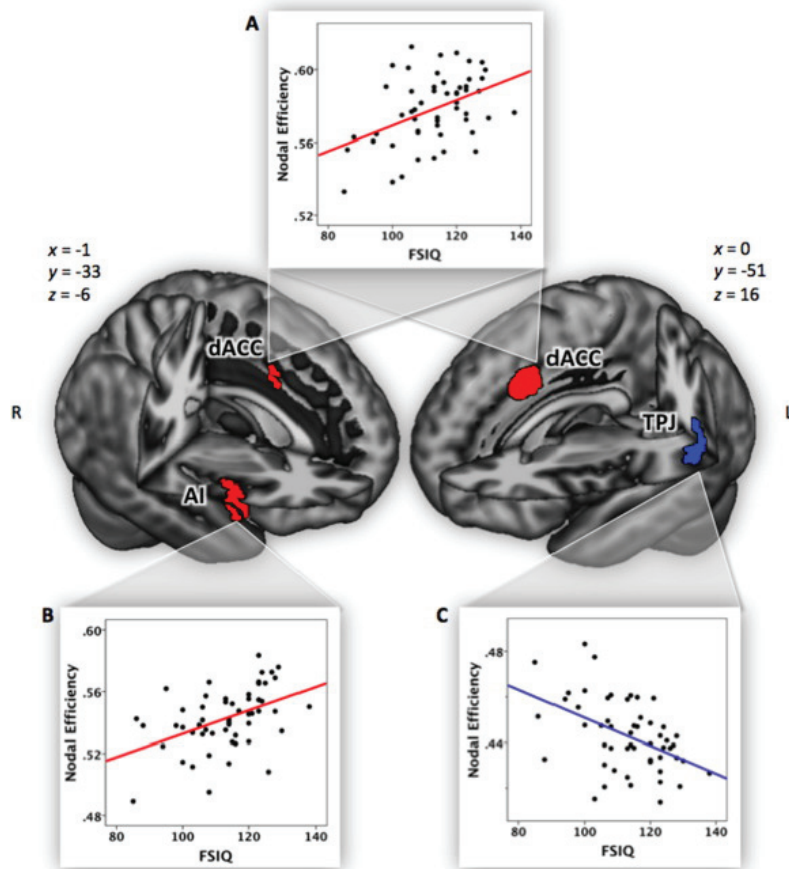 A
Nodal Efficiency
.60
.56
.52
80 100 120 140
FSIQ
x = -1
y = -33
z = -6
x = 0
y = -51
z = 16
dACC
dACC
TPJ
R
L
AI
B
Nodal Efficiency
.60
.56
.52
.48
80 100 120 140
FSIQ
C
Nodal Efficiency
.48
.44
80 100 120 140
FSIQ